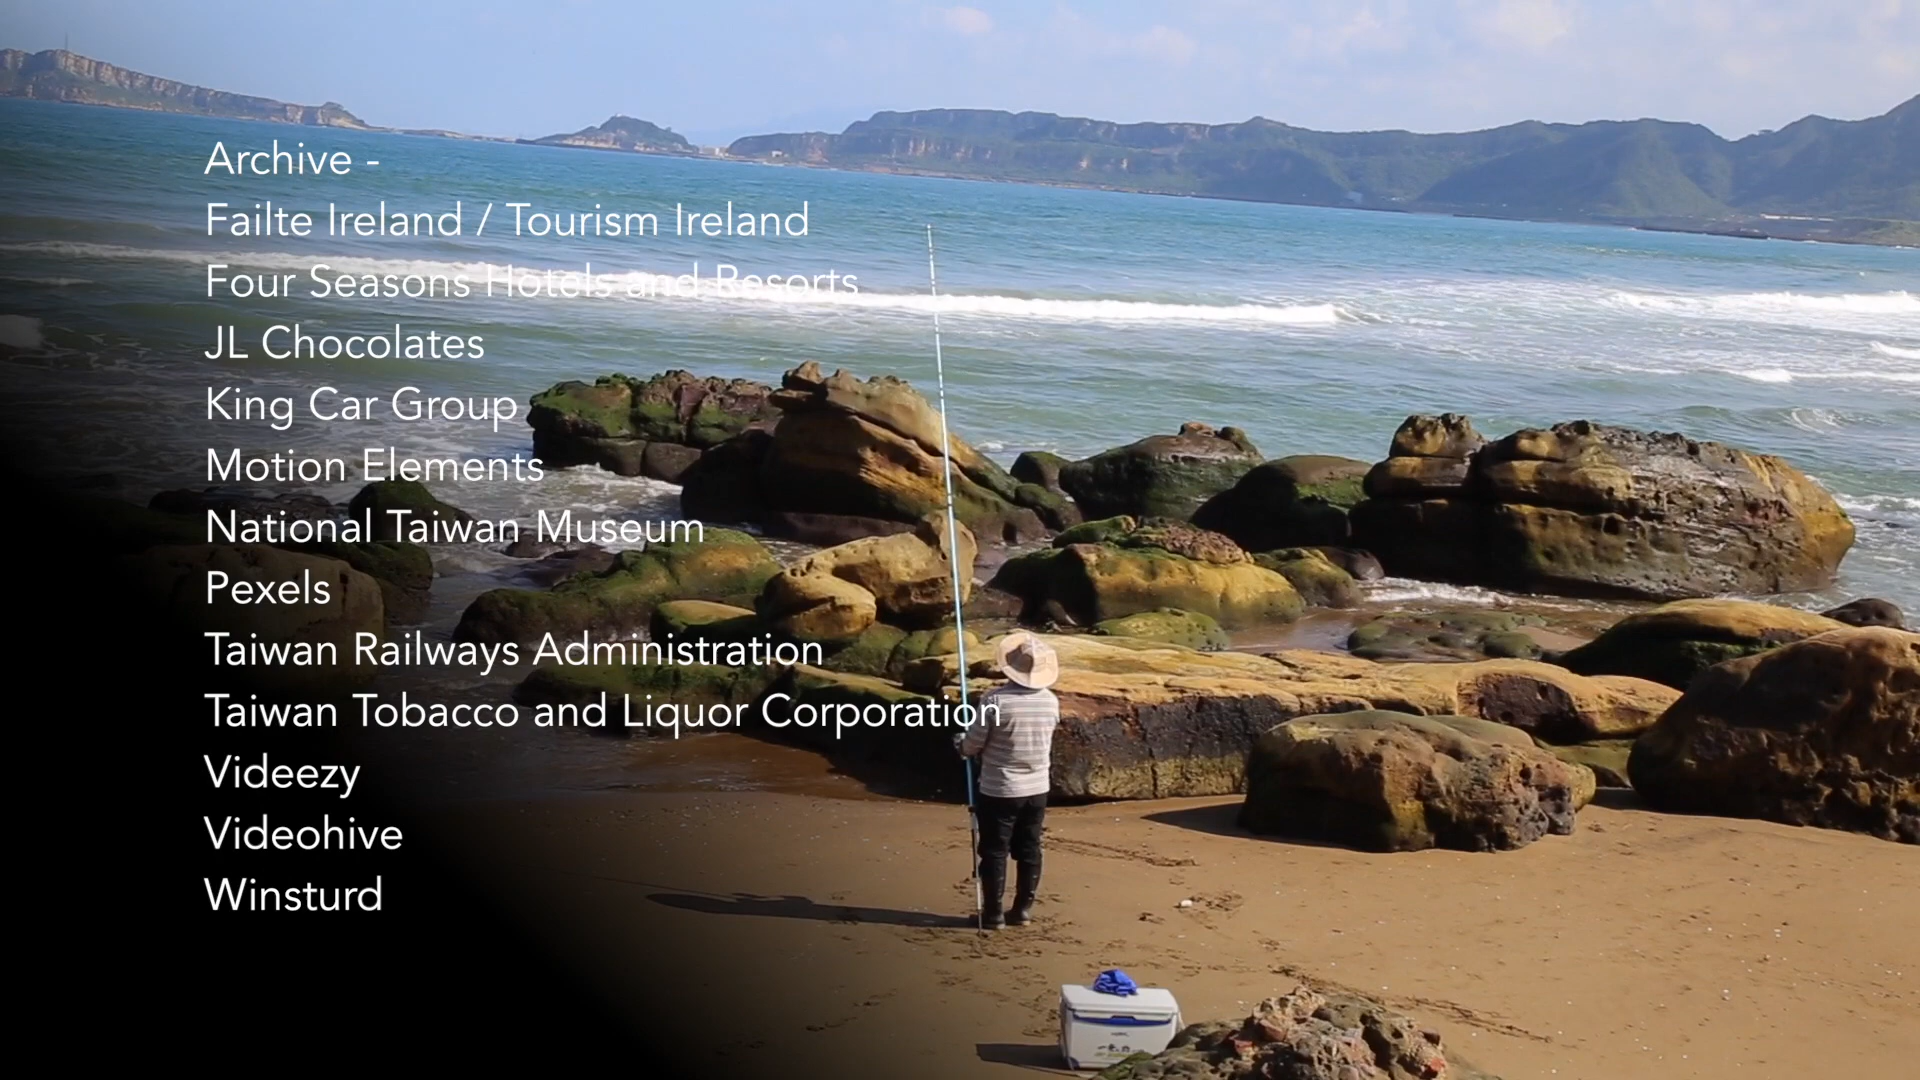 Archive -
Failte Ireland / Tourism Ireland
Four Seasons Hotels and Resorts
JL Chocolates
King Car Group
Motion Elements
National Taiwan Museum
Pexels
Taiwan Railways Administration
Taiwan Tobacco and Liquor Corporation
Videezy
Videohive
Winsturd